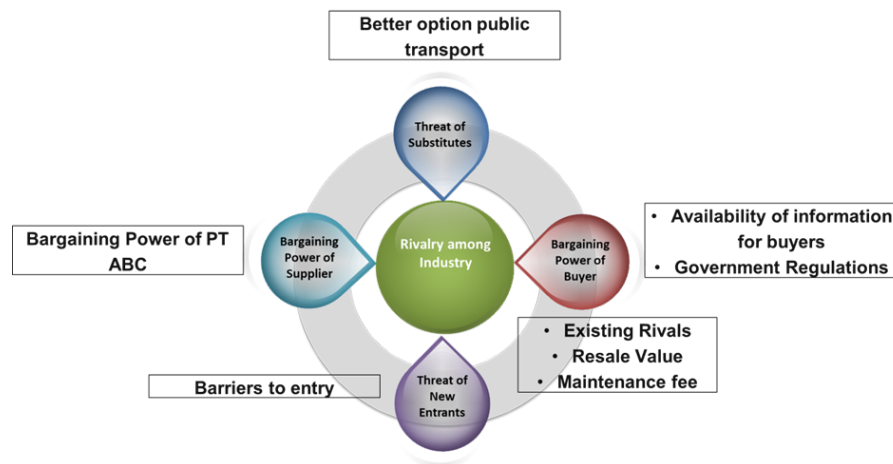 Better option public
transport
Threat of
Substitutes
Bargaining Power of PT
ABC
Bargaining
Power of
Supplier
Rivalry among
Industry
Bargaining
Power of
Buyer
• Availability of information
for buyers
• Government Regulations
• Existing Rivals
• Resale Value
• Maintenance fee
Barriers to entry
Threat of
New
Entrants